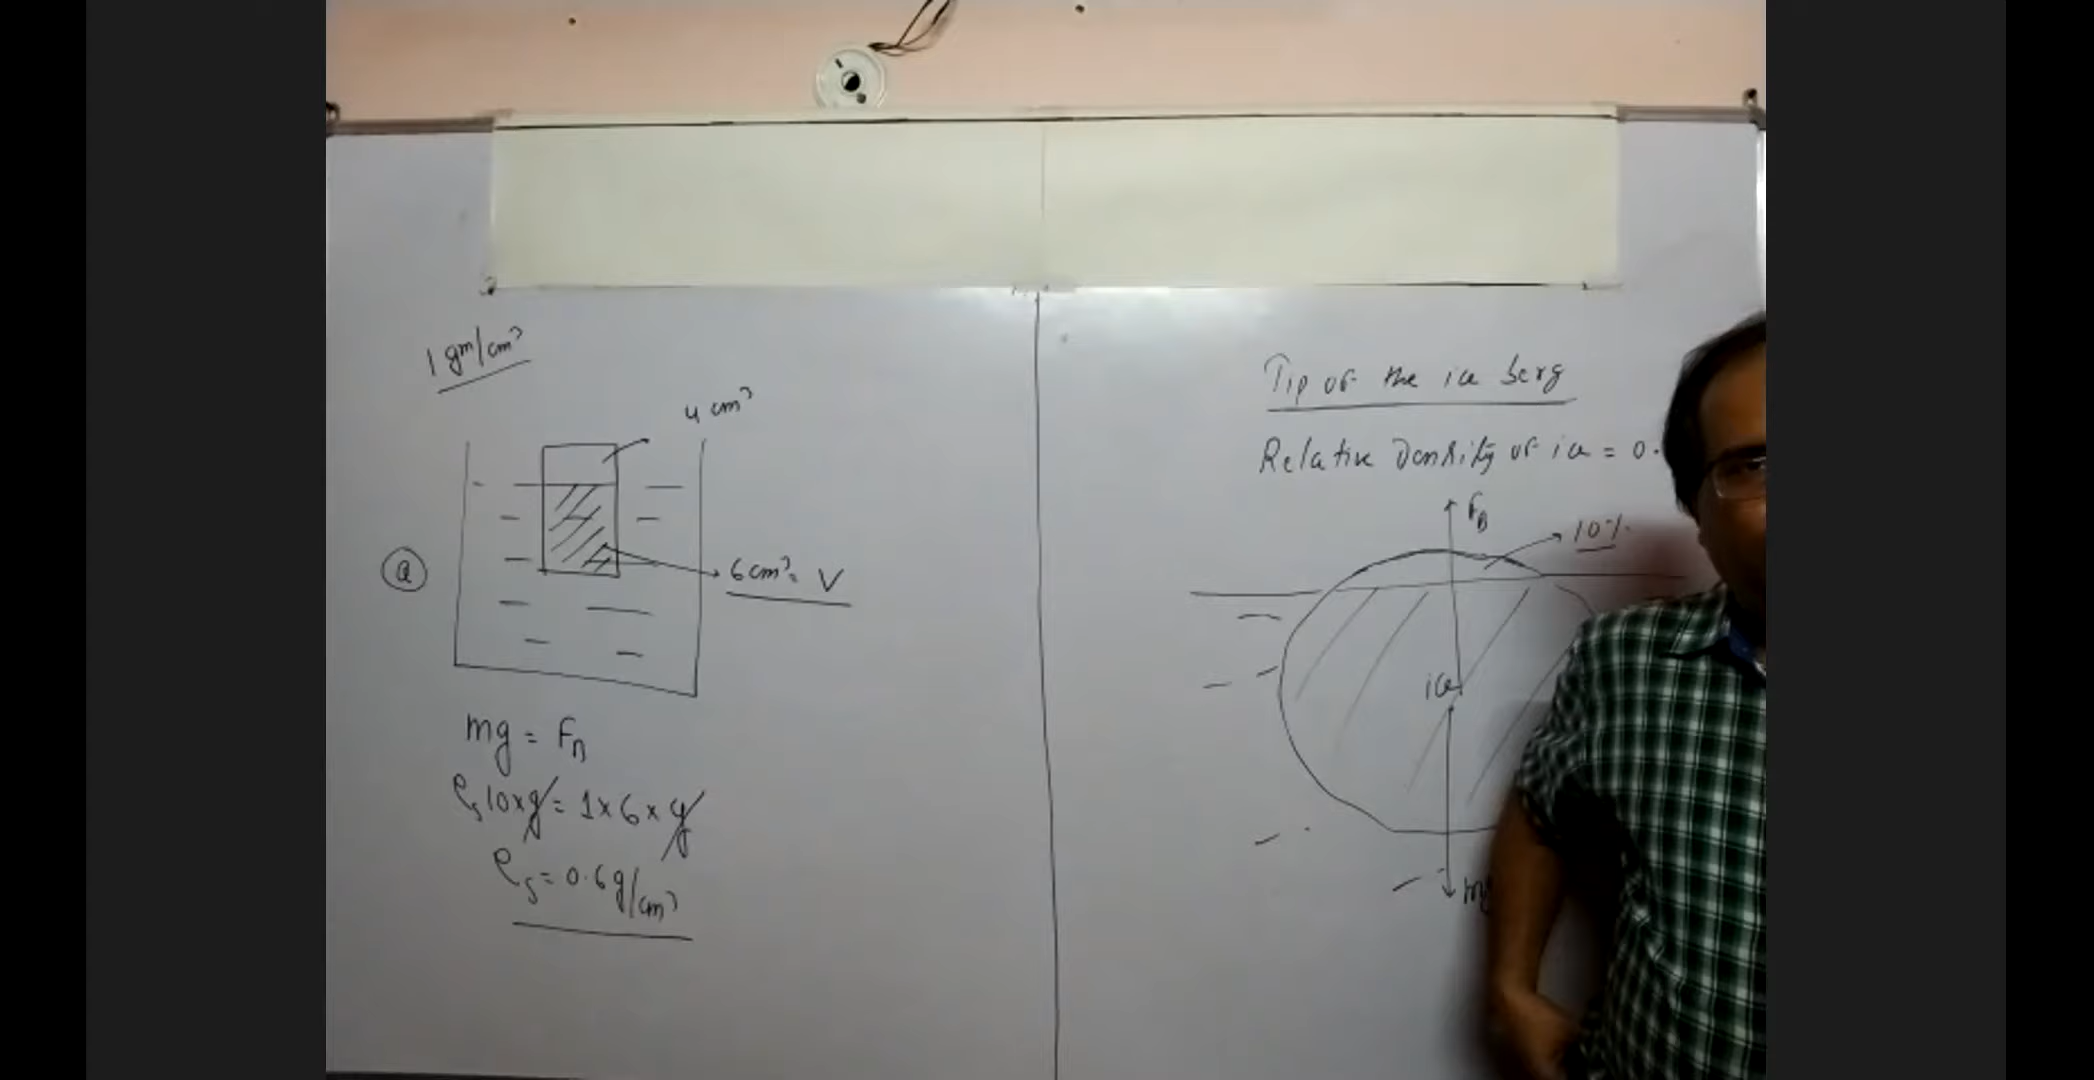 1 gm/cm³
4 cm³
6 cm³ = V
(a)
mg = F_B
ρ_s 10 x g = 1 x 6 x g
ρ_s = 0.6 g/cm³
Tip of the ice berg
Relative Density of ice = 0.
F_B
10%
ice
mg